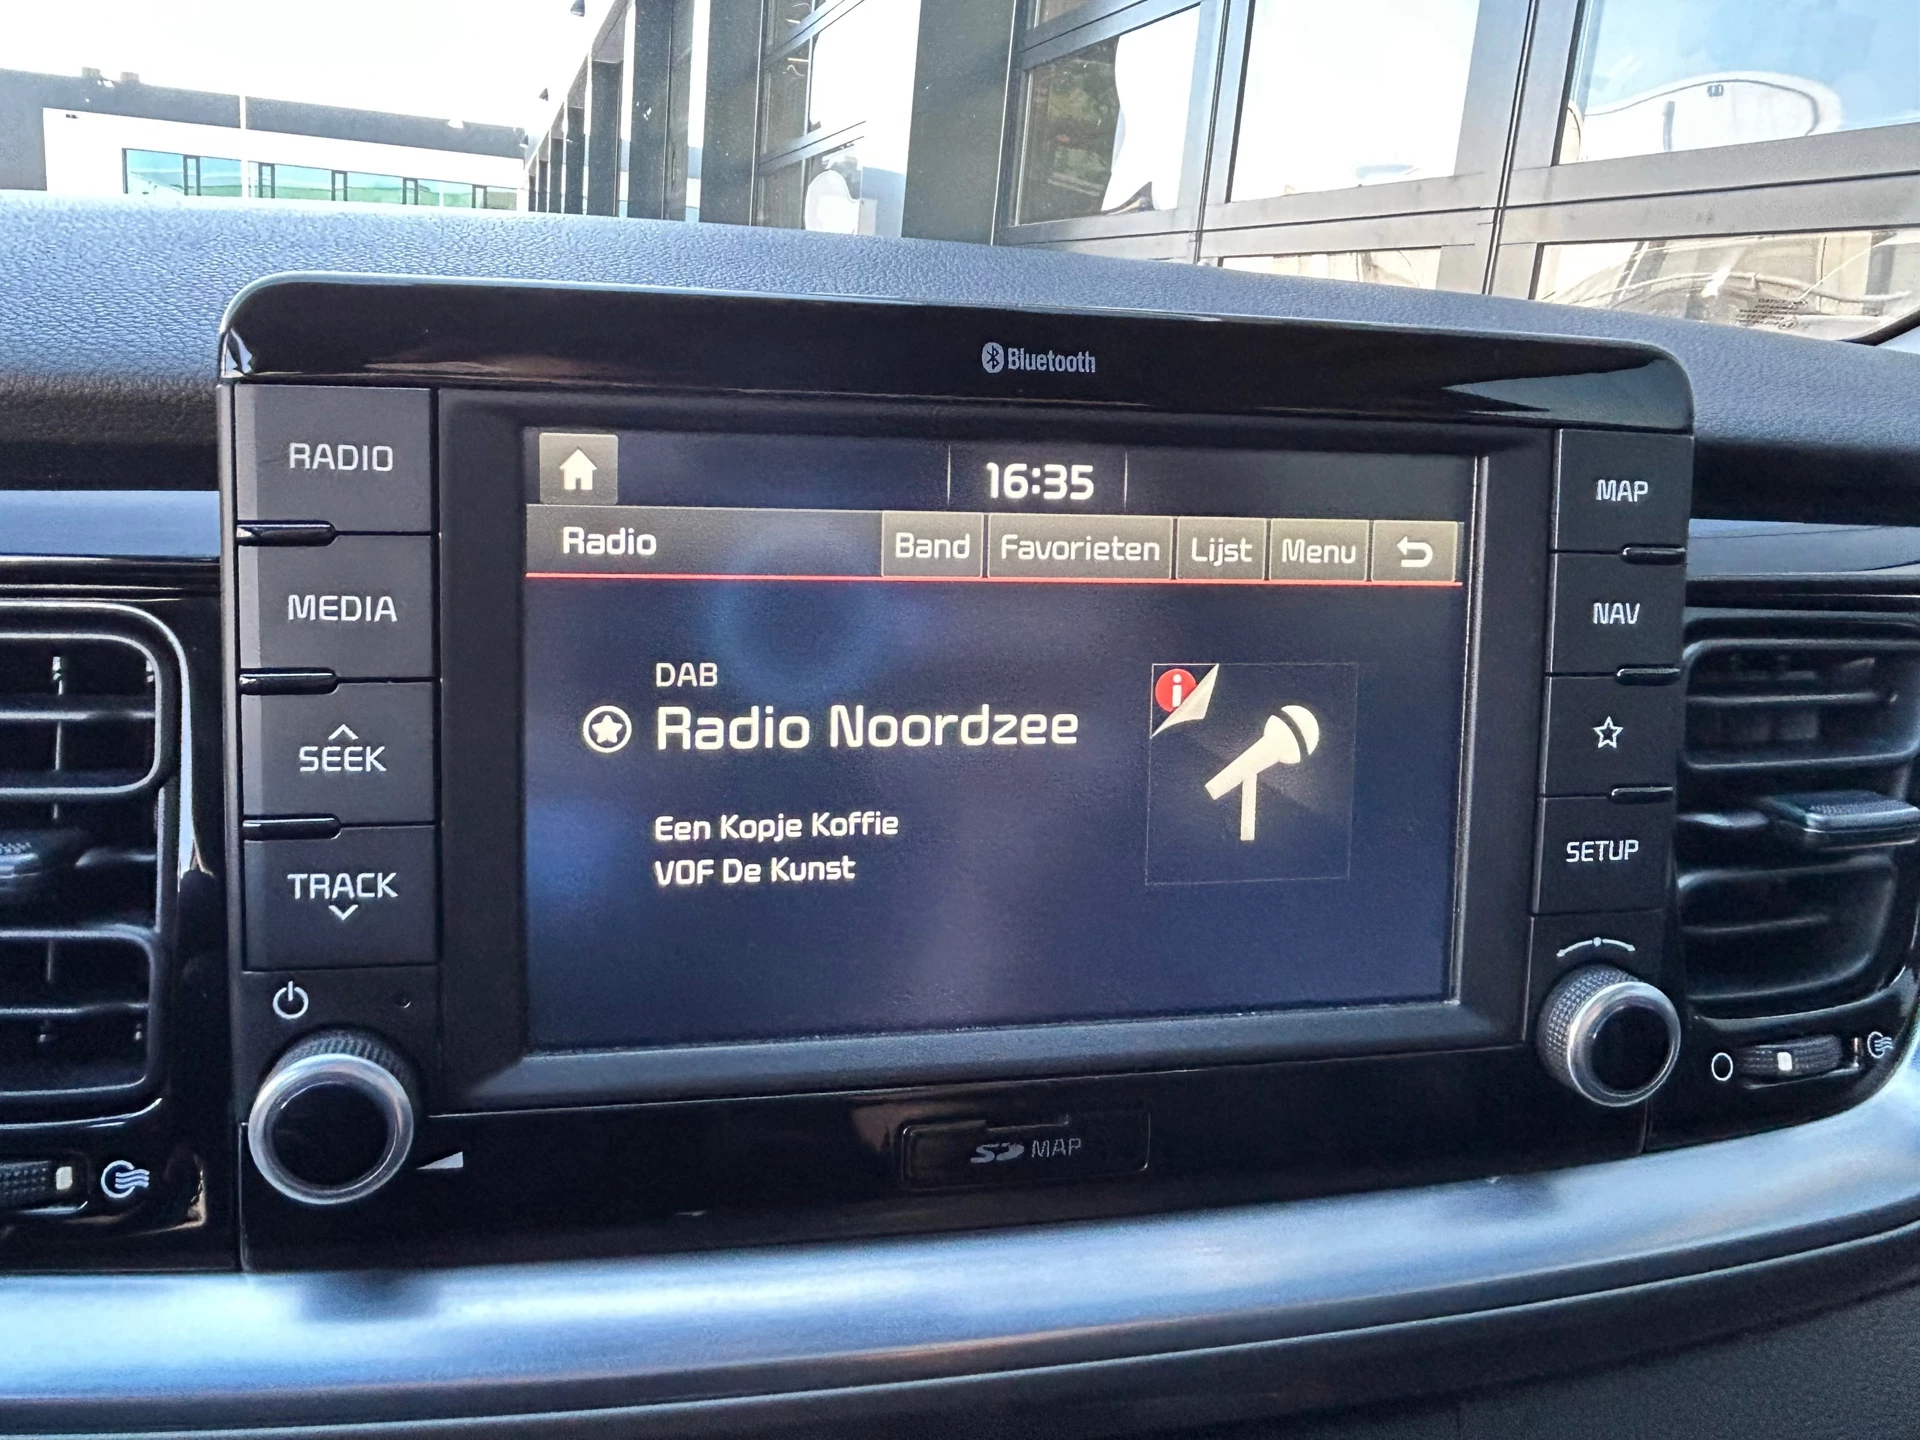 Bluetooth
RADIO
MEDIA
SEEK
TRACK
16:35
Radio
Band
Favorieten
Lijst
Menu
DAB
Radio Noordzee
i
Een Kopje Koffie
VOF De Kunst
MAP
NAV
SETUP
SD MAP